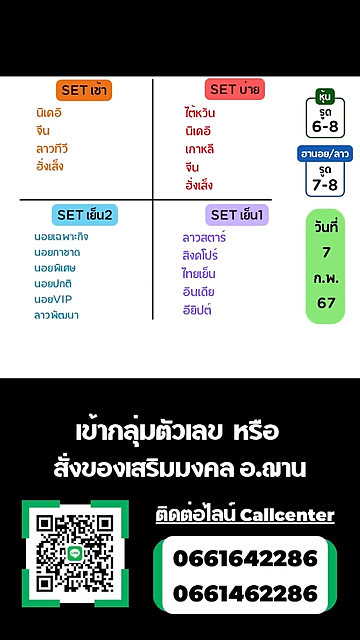 SET เช้า
นิเคอิ
จีน
ลาวทีวี
ฮั่งเส็ง
SET บ่าย
ไต้หวัน
นิเคอิ
เกาหลี
จีน
ฮั่งเส็ง
SET เย็น2
นอยเฉพาะกิจ
นอยกาชาด
นอยพิเศษ
นอยปกติ
นอยVIP
ลาวพัฒนา
SET เย็น1
ลาวสตาร์
สิงคโปร์
ไทยเย็น
อินเดีย
อียิปต์
หุ้น
รูด
6-8
ฮานอย/ลาว
รูด
7-8
วันที่
7
ก.พ.
67
เข้ากลุ่มตัวเลข หรือ
สั่งของเสริมมงคล อ.ฌาน
ติดต่อไลน์ Callcenter
0661642286
0661462286